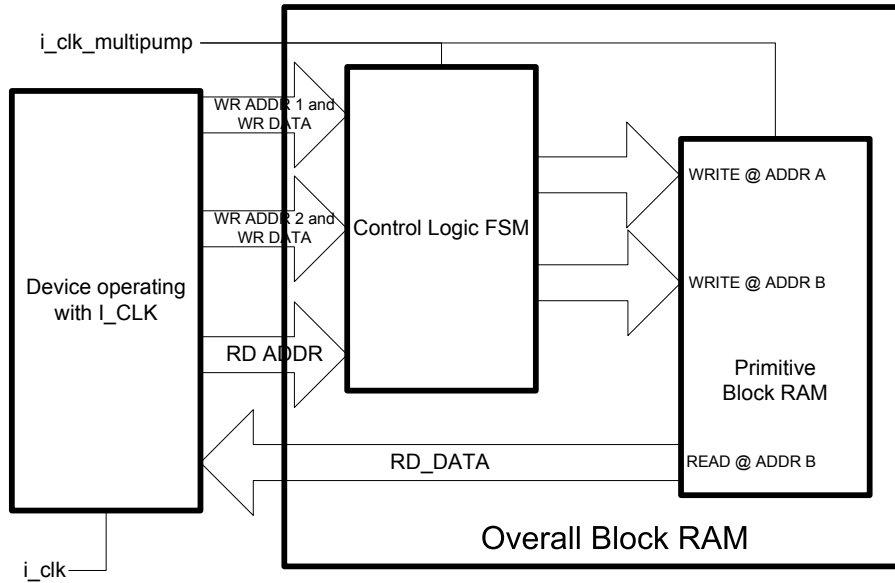 i_clk_multipump
WR ADDR 1 and
WR DATA
WR ADDR 2 and
WR DATA
RD ADDR
Device operating
with I_CLK
Control Logic FSM
WRITE @ ADDR A
WRITE @ ADDR B
Primitive
Block RAM
READ @ ADDR B
RD_DATA
Overall Block RAM
i_clk